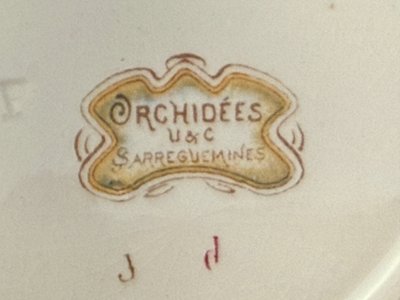 ORCHIDÉES
U & C
SARREGUEMINES
J d